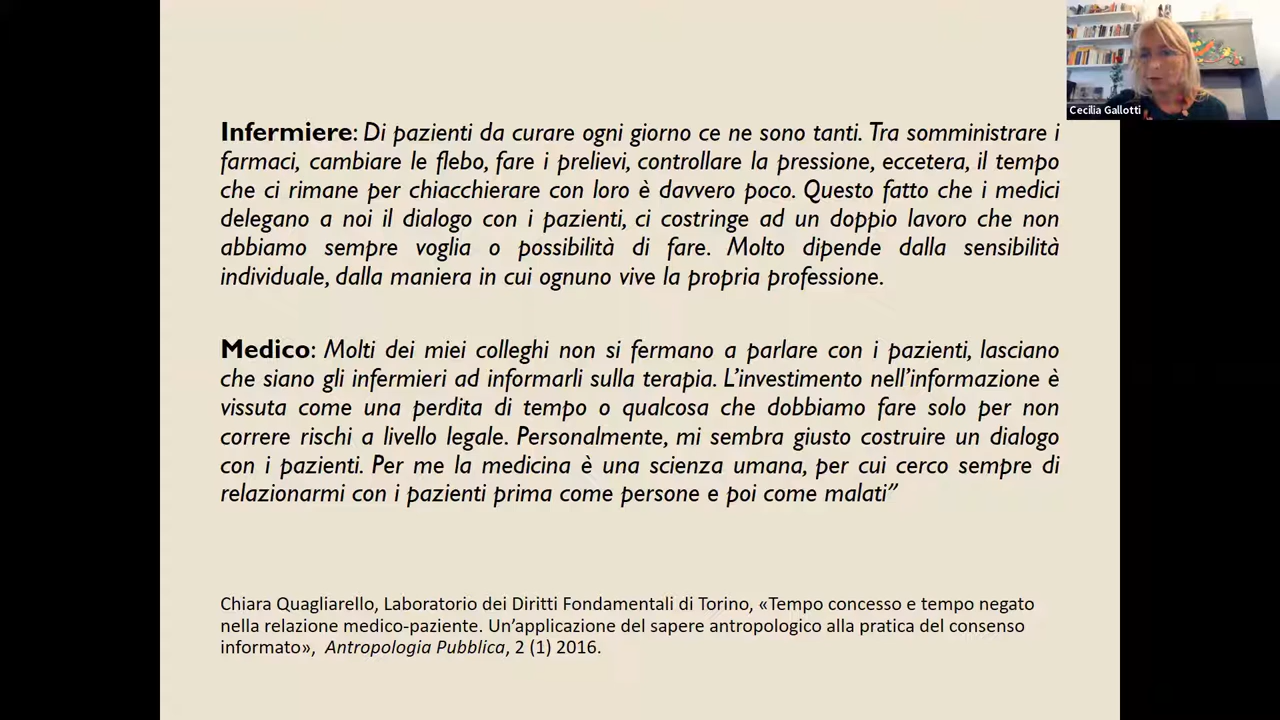 Cecilia Gallotti
Infermiere: Di pazienti da curare ogni giorno ce ne sono tanti. Tra somministrare i
farmaci, cambiare le flebo, fare i prelievi, controllare la pressione, eccetera, il tempo
che ci rimane per chiacchierare con loro è davvero poco. Questo fatto che i medici
delegano a noi il dialogo con i pazienti, ci costringe ad un doppio lavoro che non
abbiamo sempre voglia o possibilità di fare. Molto dipende dalla sensibilità
individuale, dalla maniera in cui ognuno vive la propria professione.
Medico: Molti dei miei colleghi non si fermano a parlare con i pazienti, lasciano
che siano gli infermieri ad informarli sulla terapia. L’investimento nell’informazione è
vissuta come una perdita di tempo o qualcosa che dobbiamo fare solo per non
correre rischi a livello legale. Personalmente, mi sembra giusto costruire un dialogo
con i pazienti. Per me la medicina è una scienza umana, per cui cerco sempre di
relazionarmi con i pazienti prima come persone e poi come malati”
Chiara Quagliarello, Laboratorio dei Diritti Fondamentali di Torino, «Tempo concesso e tempo negato
nella relazione medico-paziente. Un’applicazione del sapere antropologico alla pratica del consenso
informato», Antropologia Pubblica, 2 (1) 2016.